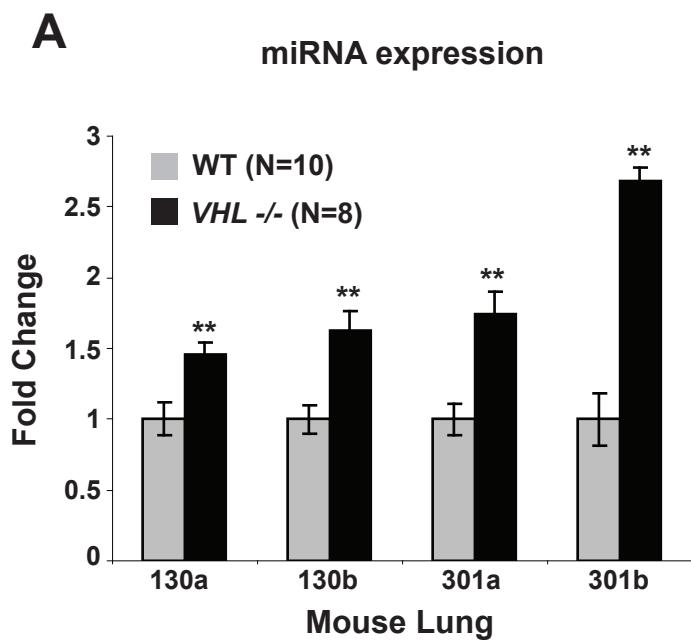 A
miRNA expression
3
2.5
2
1.5
1
0.5
0
Fold Change
WT (N=10)
VHL -/- (N=8)
**
**
**
**
130a 130b 301a 301b
Mouse Lung